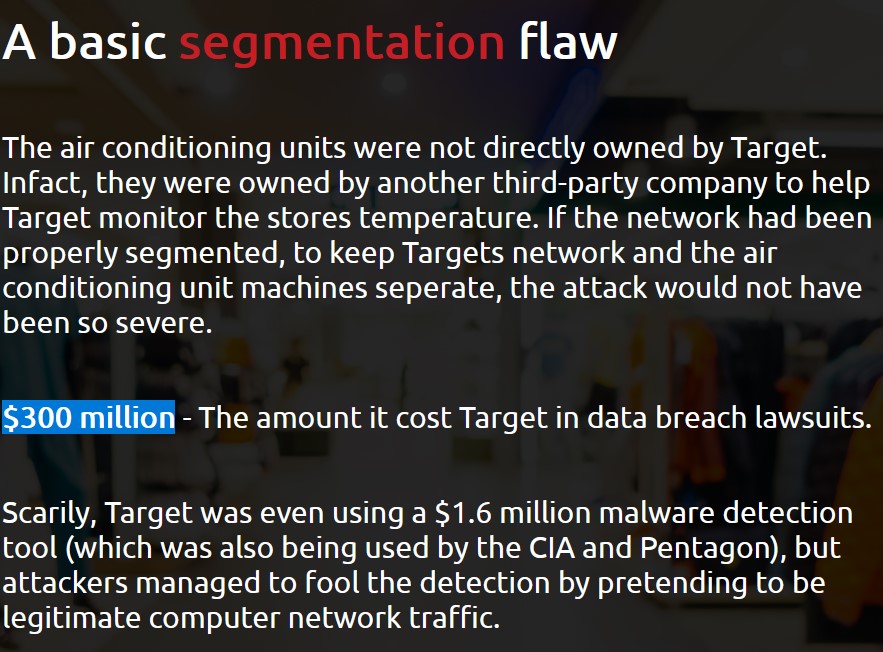 A basic segmentation flaw
The air conditioning units were not directly owned by Target.
Infact, they were owned by another third-party company to help
Target monitor the stores temperature. If the network had been
properly segmented, to keep Targets network and the air
conditioning unit machines seperate, the attack would not have
been so severe.
$300 million - The amount it cost Target in data breach lawsuits.
Scarily, Target was even using a $1.6 million malware detection
tool (which was also being used by the CIA and Pentagon), but
attackers managed to fool the detection by pretending to be
legitimate computer network traffic.